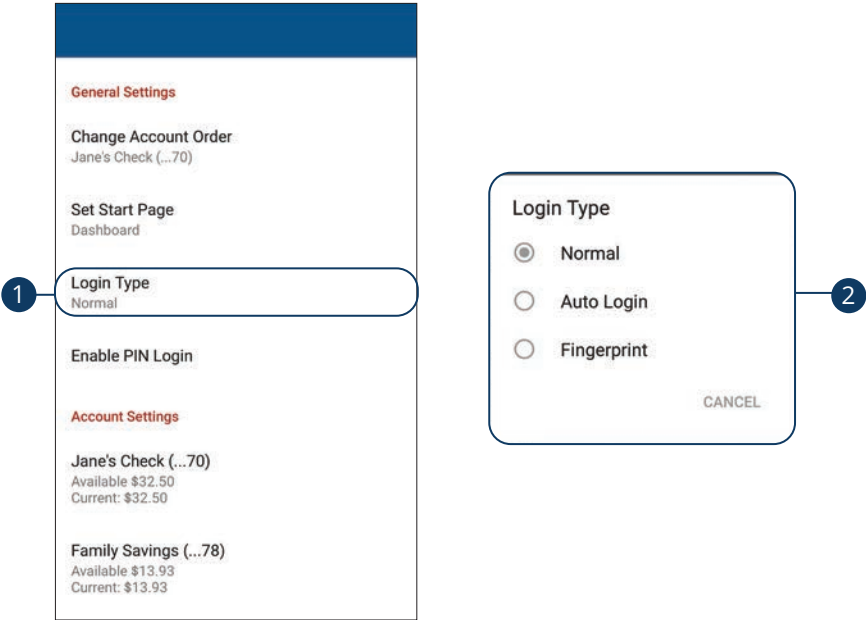 General Settings
Change Account Order
Jane's Check (...70)
Set Start Page
Dashboard
1
Login Type
Normal
Enable PIN Login
Account Settings
Jane's Check (...70)
Available $32.50
Current: $32.50
Family Savings (...78)
Available $13.93
Current: $13.93
Login Type
Normal
Auto Login
Fingerprint
CANCEL
2